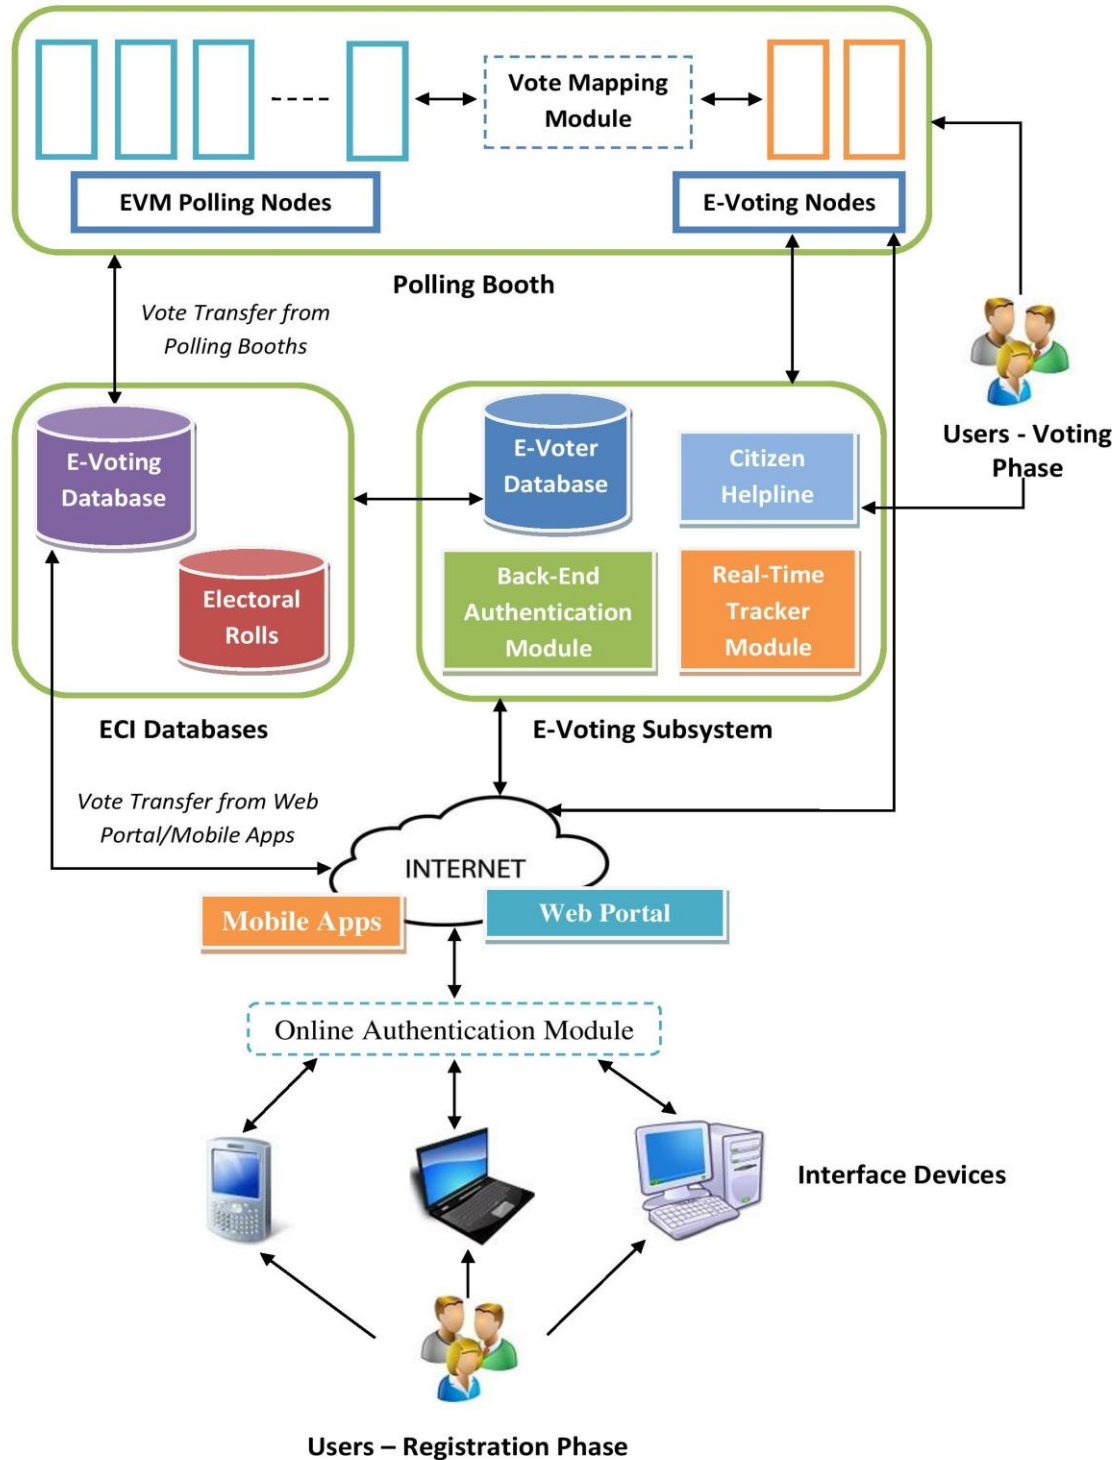 Vote Mapping
Module
EVM Polling Nodes
E-Voting Nodes
Polling Booth
Vote Transfer from
Polling Booths
Users - Voting
Phase
E-Voting
Database
Electoral
Rolls
ECI Databases
E-Voter
Database
Citizen
Helpline
Back-End
Authentication
Module
Real-Time
Tracker
Module
E-Voting Subsystem
Vote Transfer from Web
Portal/Mobile Apps
INTERNET
Mobile Apps
Web Portal
Online Authentication Module
Interface Devices
Users – Registration Phase